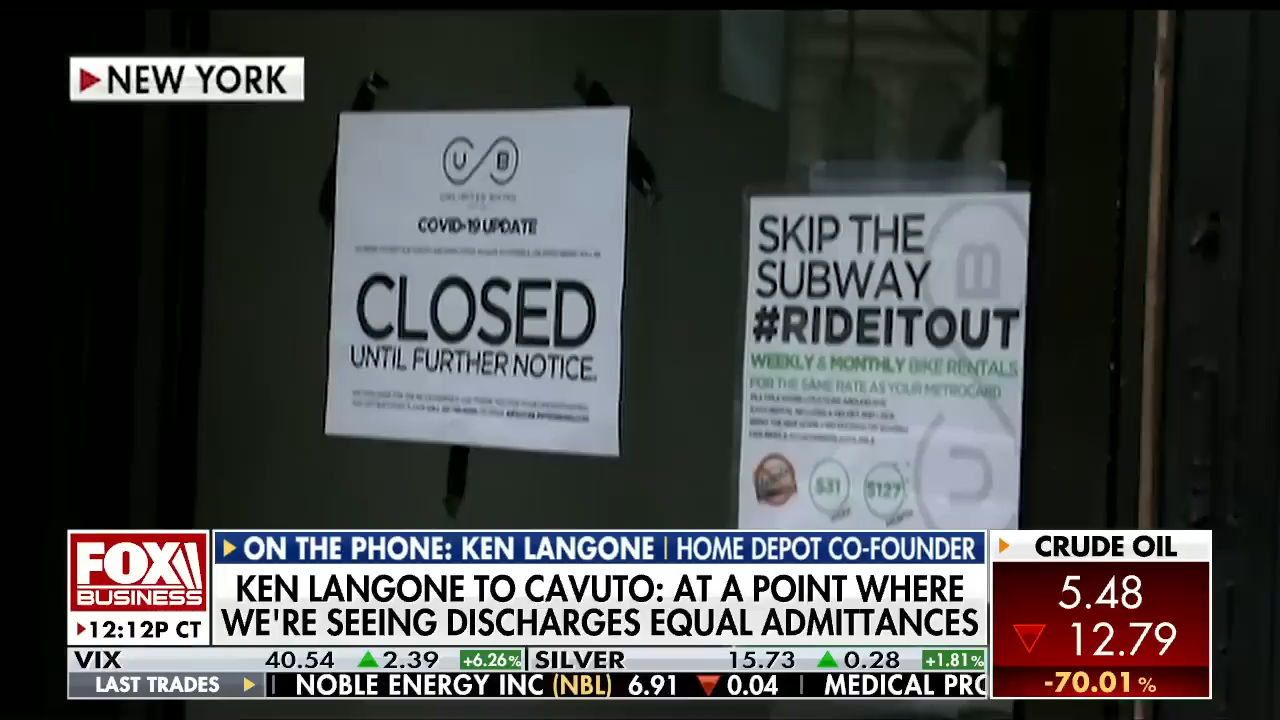 NEW YORK
U B
COVID-19 UPDATE
CLOSED
UNTIL FURTHER NOTICE.
SKIP THE
SUBWAY
#RIDEITOUT
WEEKLY & MONTHLY BIKE RENTALS
FOR THE SAME RATE AS YOUR METROCARD
$31
$127
U B
FOX
BUSINESS
12:12P CT
ON THE PHONE: KEN LANGONE | HOME DEPOT CO-FOUNDER
KEN LANGONE TO CAVUTO: AT A POINT WHERE
WE'RE SEEING DISCHARGES EQUAL ADMITTANCES
CRUDE OIL
5.48
12.79
-70.01%
VIX 40.54 2.39 +6.26% SILVER 15.73 0.28 +1.81%
LAST TRADES NOBLE ENERGY INC (NBL) 6.91 0.04 | MEDICAL PRO